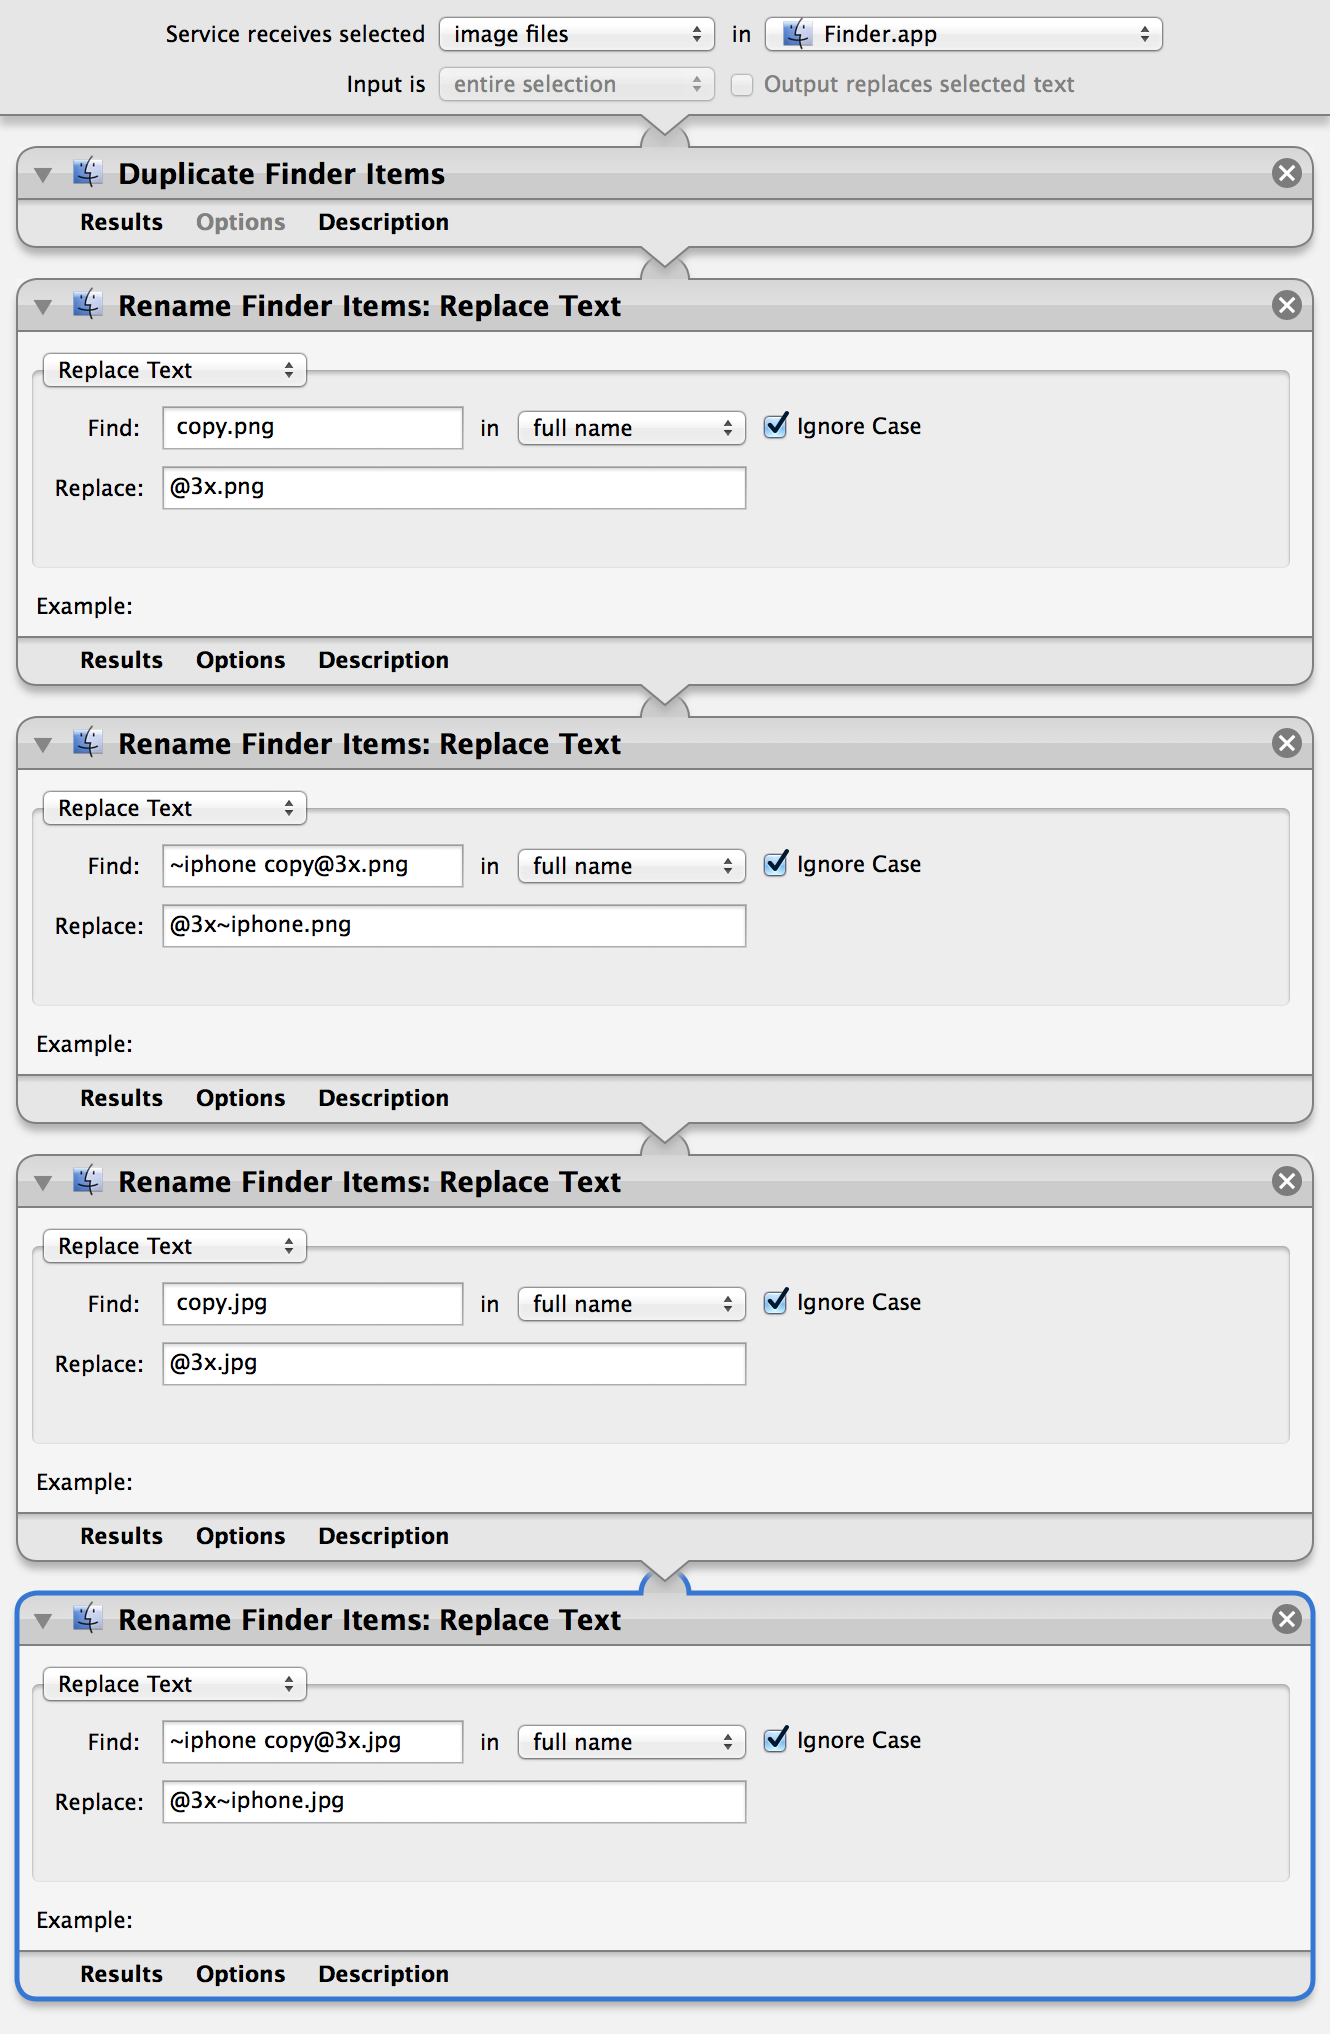 Service receives selected image files in Finder.app
Input is entire selection Output replaces selected text
Duplicate Finder Items
Results Options Description
Rename Finder Items: Replace Text
Replace Text
Find: copy.png in full name Ignore Case
Replace: @3x.png
Example:
Results Options Description
Rename Finder Items: Replace Text
Replace Text
Find: ~iphone copy@3x.png in full name Ignore Case
Replace: @3x~iphone.png
Example:
Results Options Description
Rename Finder Items: Replace Text
Replace Text
Find: copy.jpg in full name Ignore Case
Replace: @3x.jpg
Example:
Results Options Description
Rename Finder Items: Replace Text
Replace Text
Find: ~iphone copy@3x.jpg in full name Ignore Case
Replace: @3x~iphone.jpg
Example:
Results Options Description